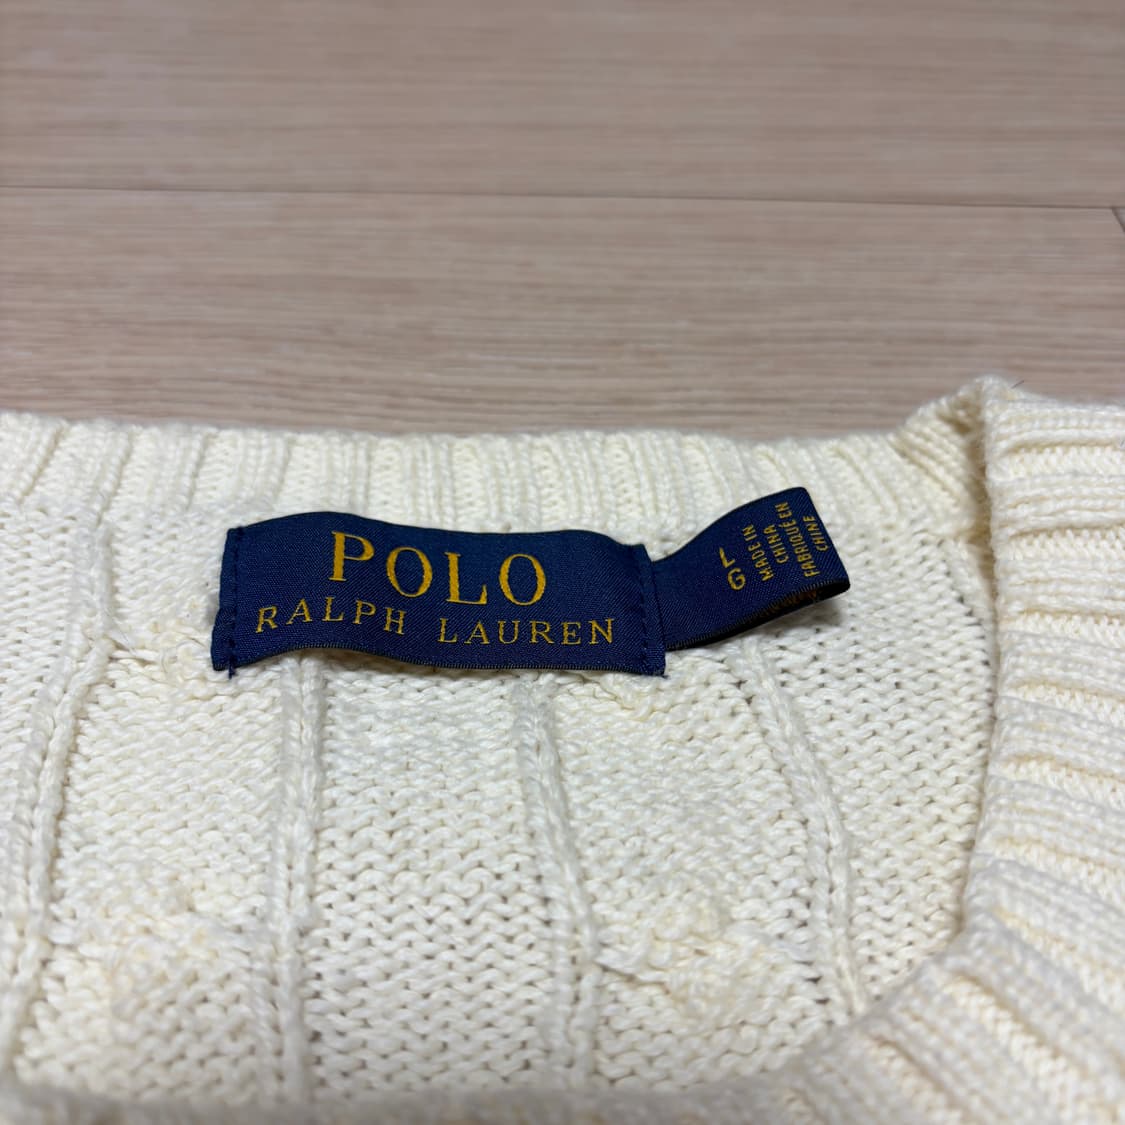 POLO
RALPH LAUREN
L
G
MADE IN
CHINA
FABRIQUÉ EN
CHINE